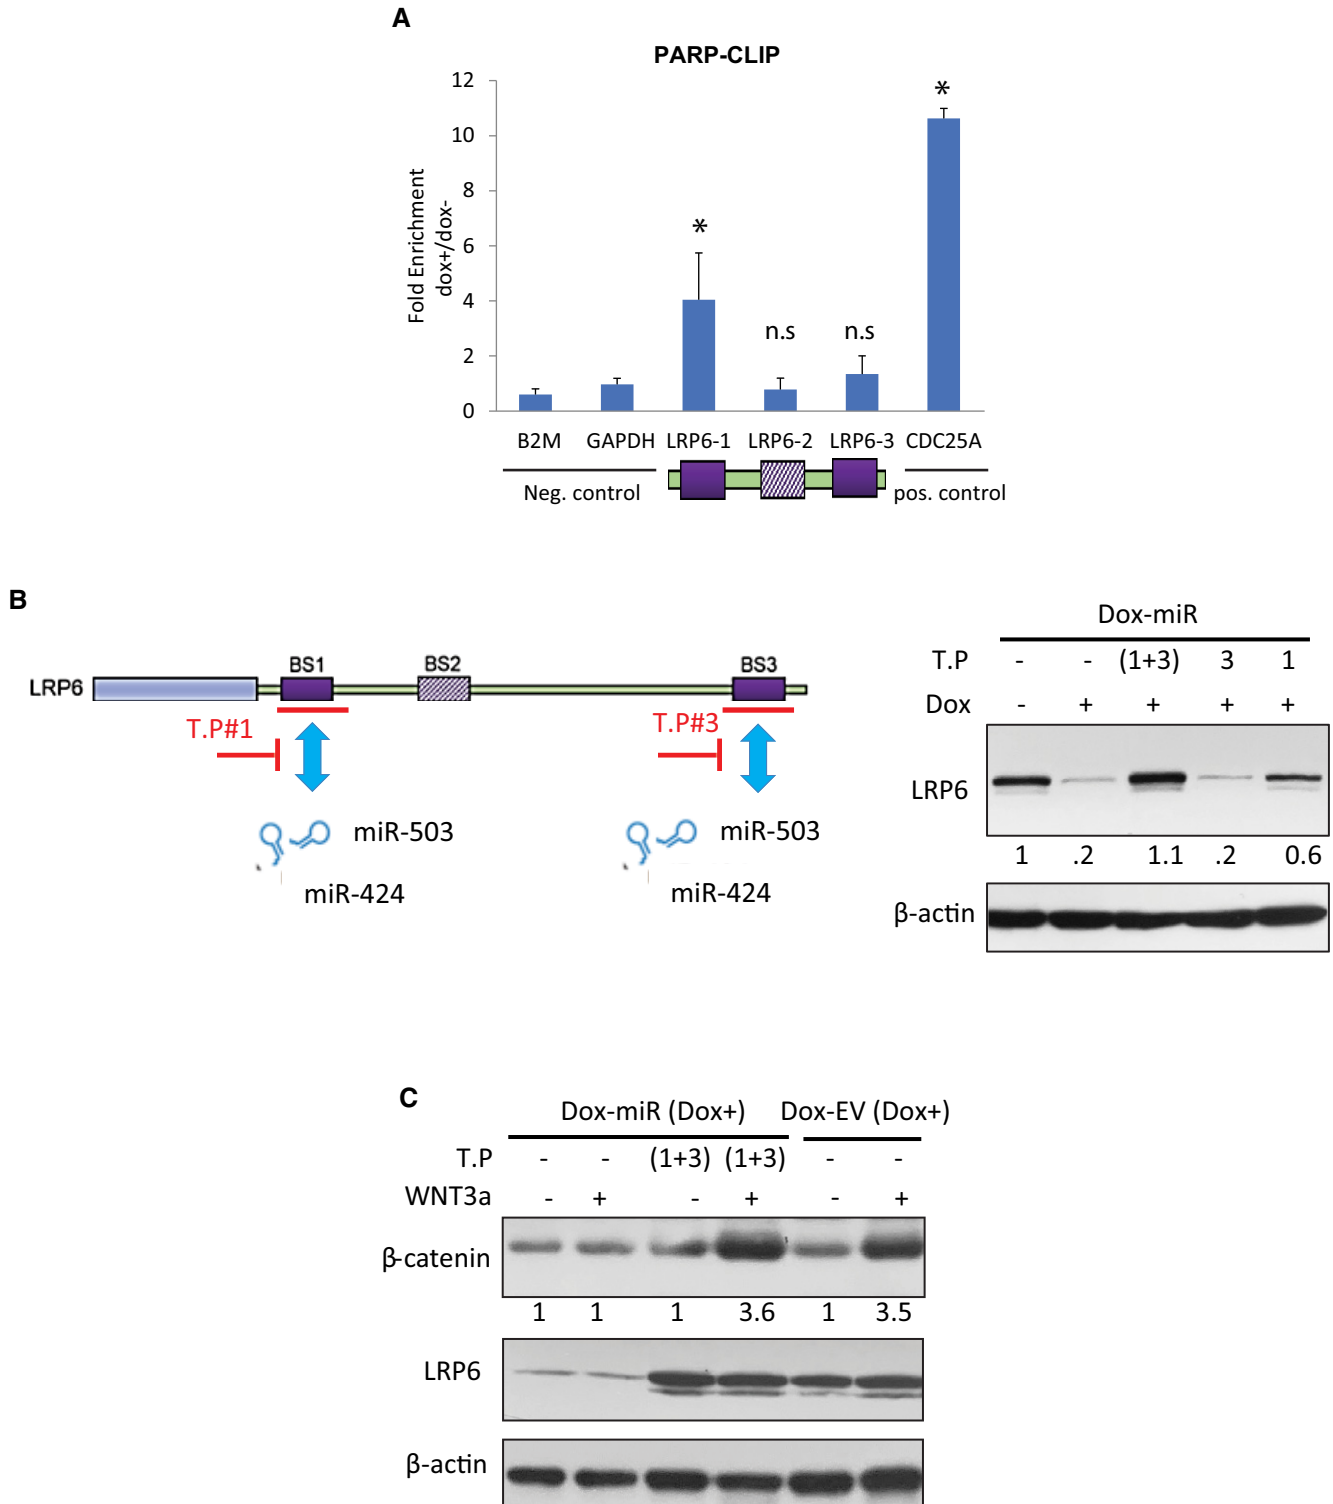 A
PARP-CLIP
Fold Enrichment
dox+/dox-
12
10
8
6
4
2
0
*
n.s
n.s
*
B2M GAPDH LRP6-1 LRP6-2 LRP6-3 CDC25A
Neg. control
pos. control
B
LRP6
BS1
BS2
BS3
T.P#1
T.P#3
miR-503
miR-424
miR-503
miR-424
Dox-miR
T.P - - (1+3) 3 1
Dox - + + + +
LRP6
1 .2 1.1 .2 0.6
β-actin
C
Dox-miR (Dox+) Dox-EV (Dox+)
T.P - - (1+3) (1+3) - -
WNT3a - + - + - +
β-catenin
1 1 1 3.6 1 3.5
LRP6
β-actin